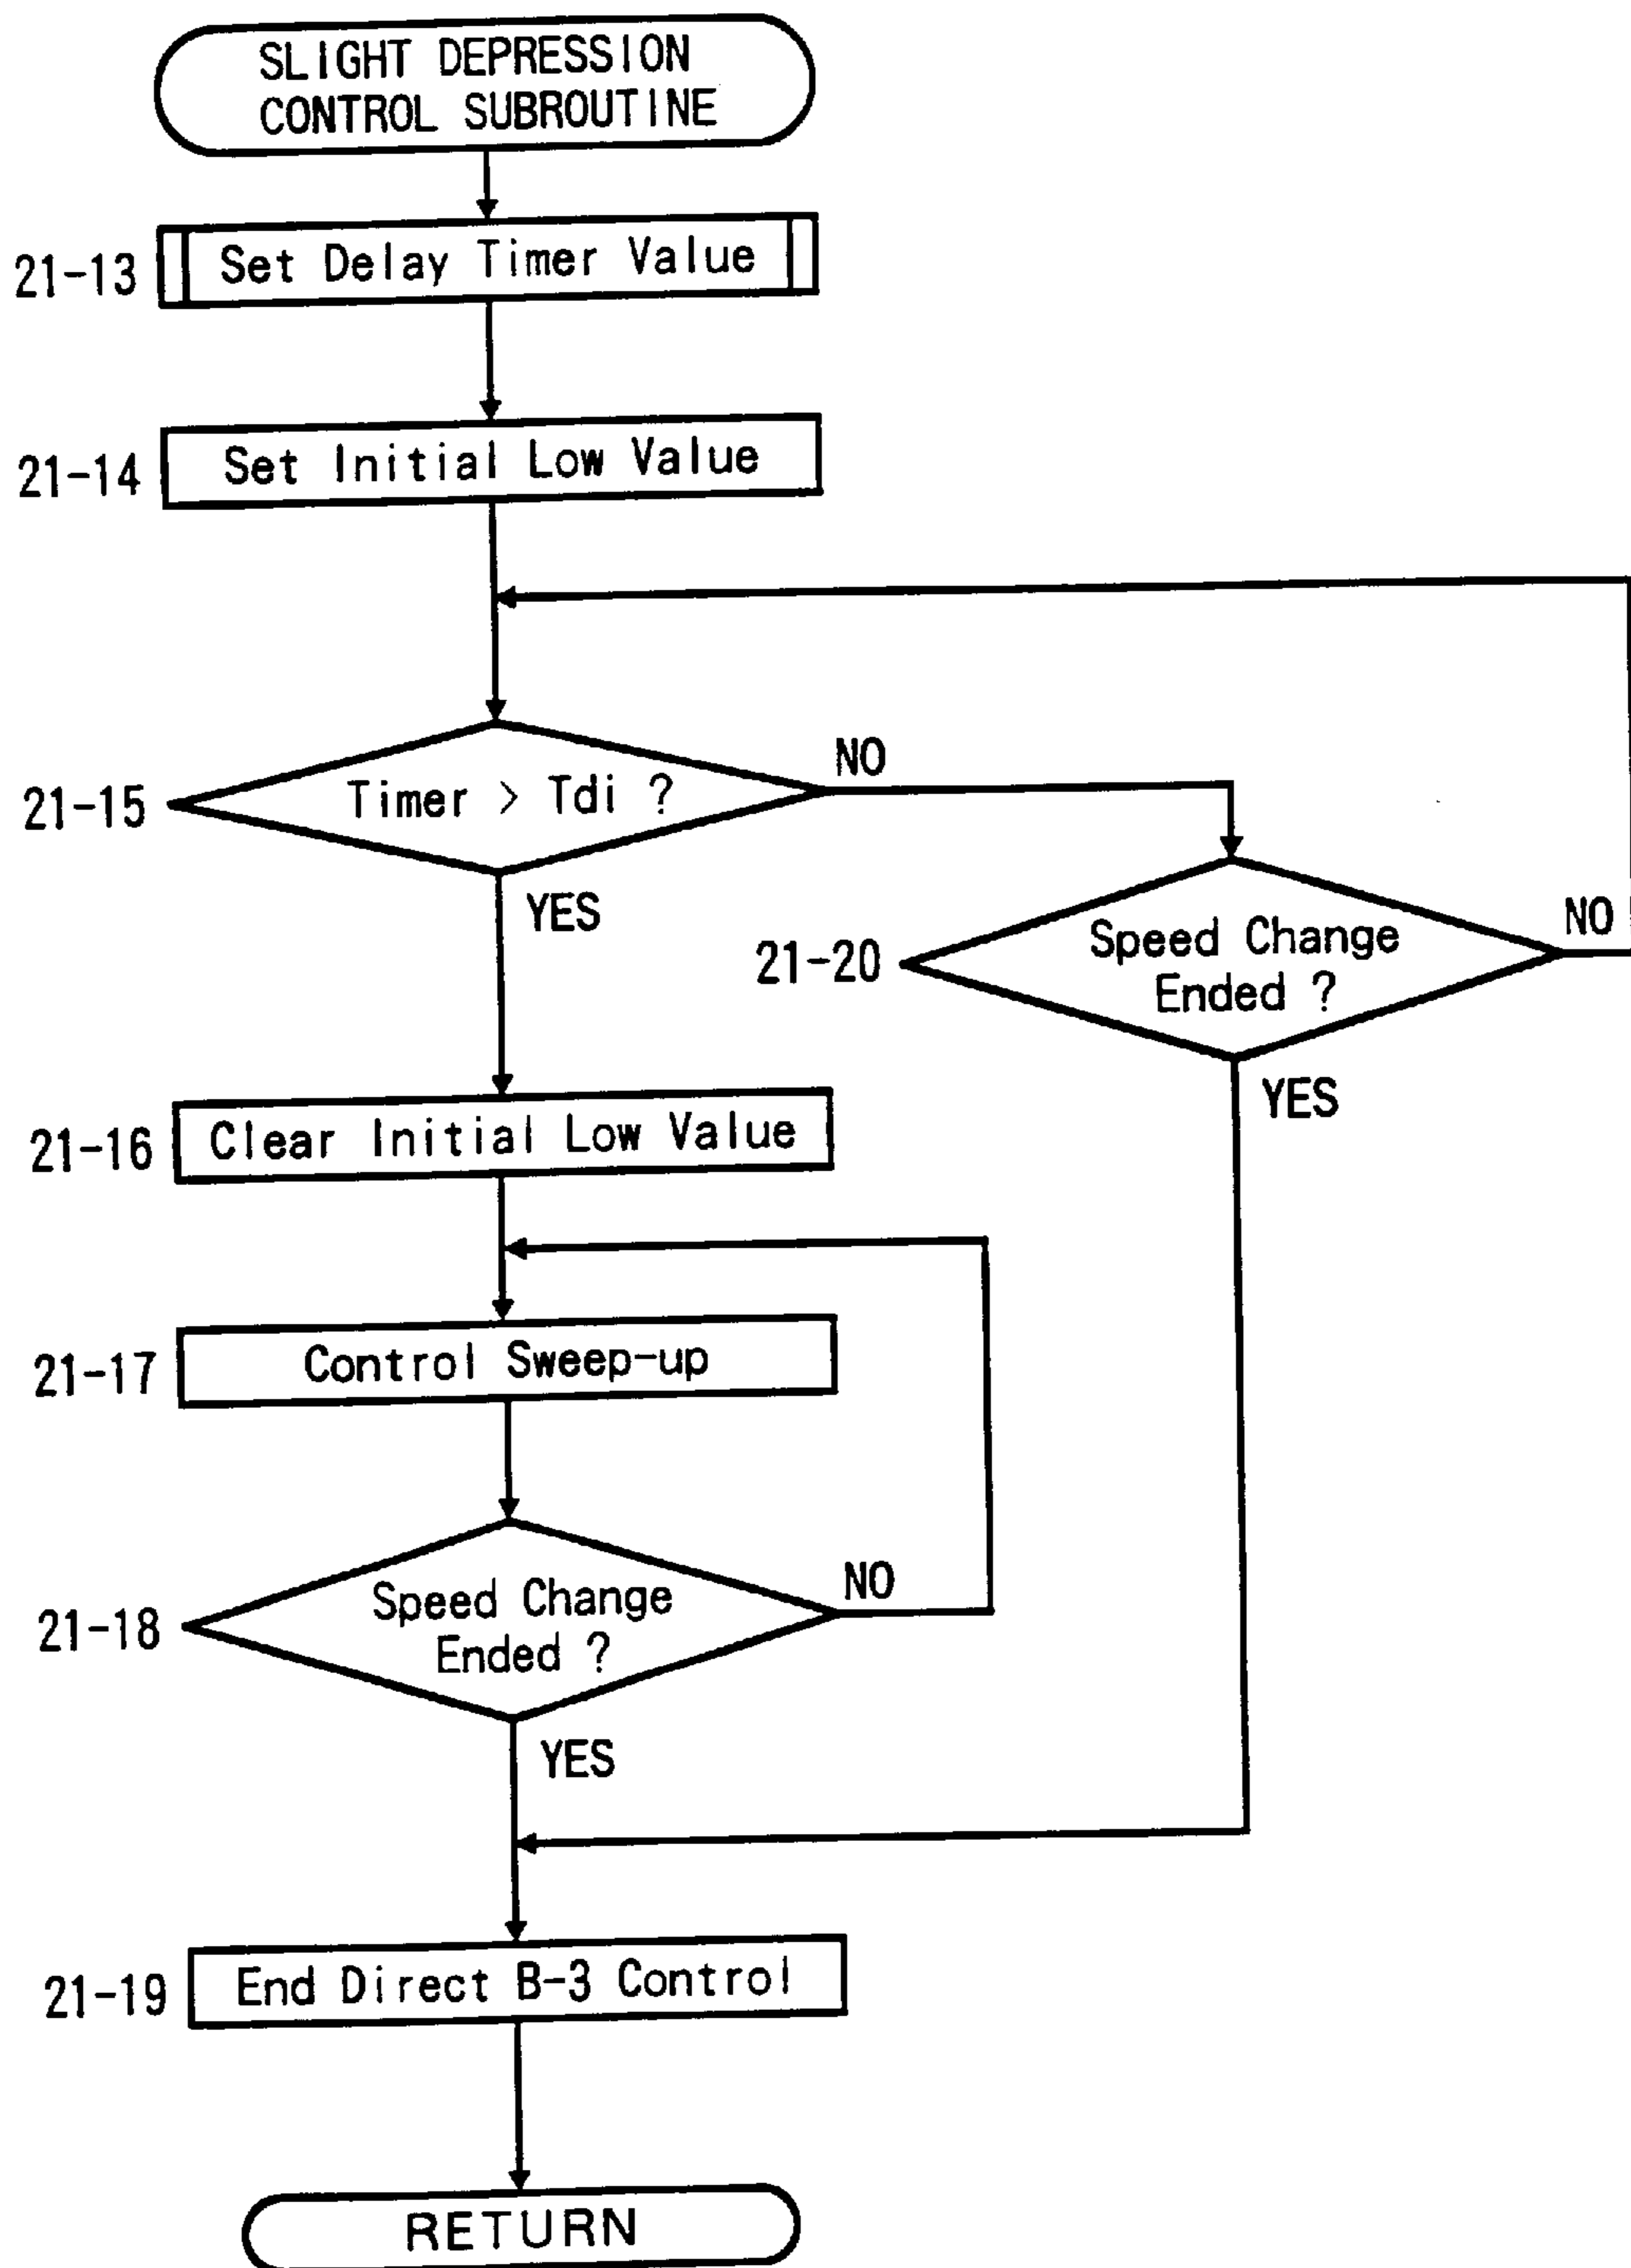 SLIGHT DEPRESSION
CONTROL SUBROUTINE
21-13
Set Delay Timer Value
21-14
Set Initial Low Value
21-15
Timer > Tdi ?
NO
YES
21-20
Speed Change
Ended ?
NO
YES
21-16
Clear Initial Low Value
21-17
Control Sweep-up
21-18
Speed Change
Ended ?
NO
YES
21-19
End Direct B-3 Control
RETURN